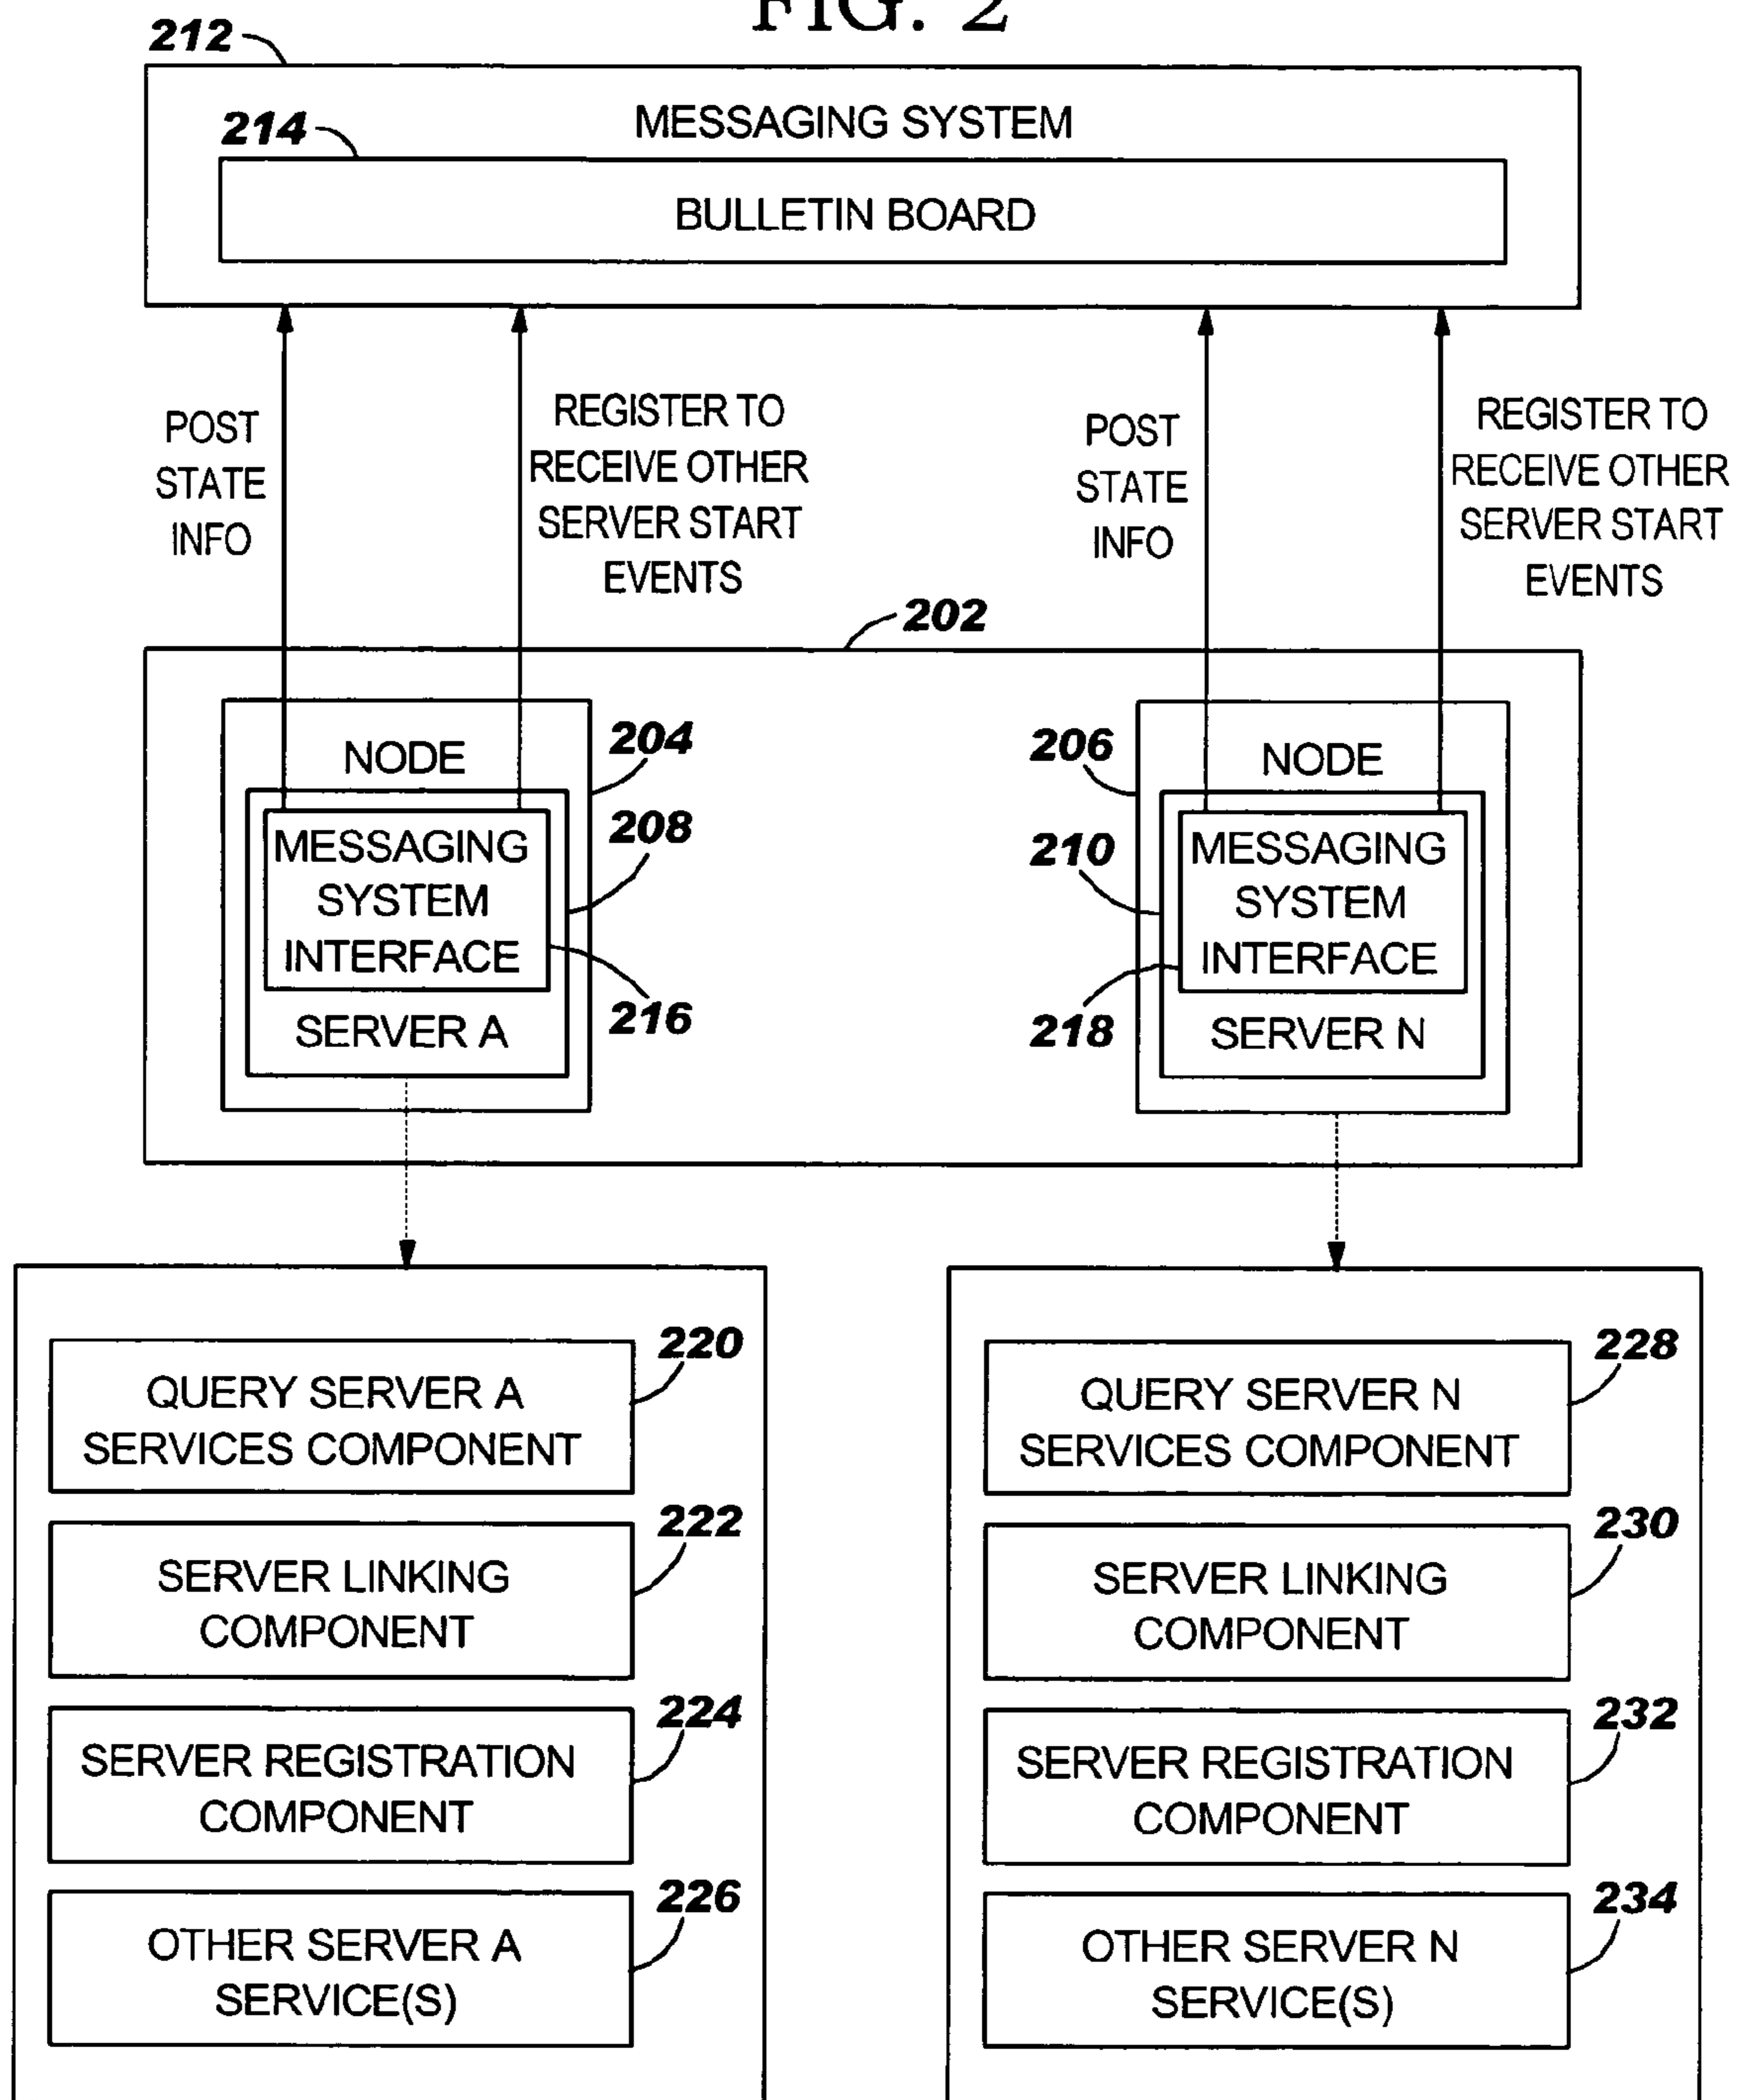 FIG. 2
212
MESSAGING SYSTEM
214
BULLETIN BOARD
POST
STATE
INFO
REGISTER TO
RECEIVE OTHER
SERVER START
EVENTS
POST
STATE
INFO
REGISTER TO
RECEIVE OTHER
SERVER START
EVENTS
202
NODE
204
MESSAGING
SYSTEM
INTERFACE
208
216
SERVER A
206
NODE
210
MESSAGING
SYSTEM
INTERFACE
218
SERVER N
220
QUERY SERVER A
SERVICES COMPONENT
222
SERVER LINKING
COMPONENT
224
SERVER REGISTRATION
COMPONENT
226
OTHER SERVER A
SERVICE(S)
228
QUERY SERVER N
SERVICES COMPONENT
230
SERVER LINKING
COMPONENT
232
SERVER REGISTRATION
COMPONENT
234
OTHER SERVER N
SERVICE(S)